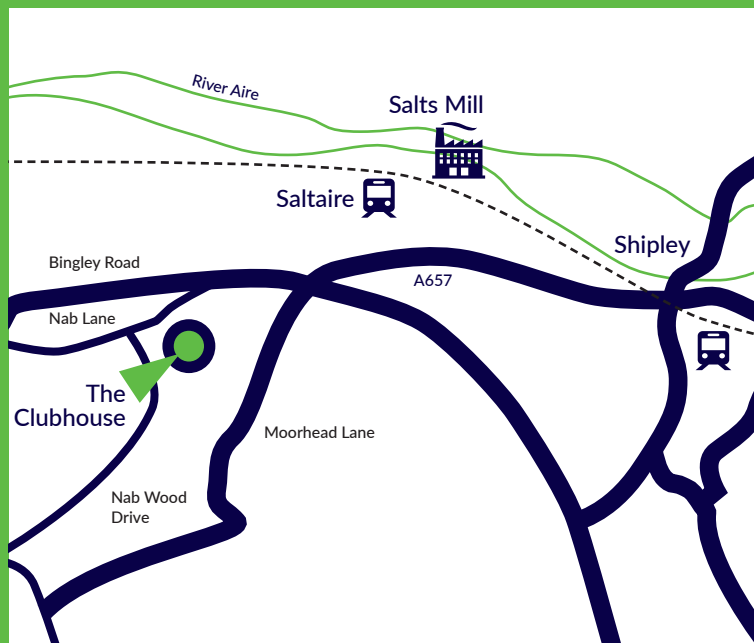 River Aire
Salts Mill
Saltaire
Shipley
Bingley Road
A657
Nab Lane
The
Clubhouse
Moorhead Lane
Nab Wood
Drive